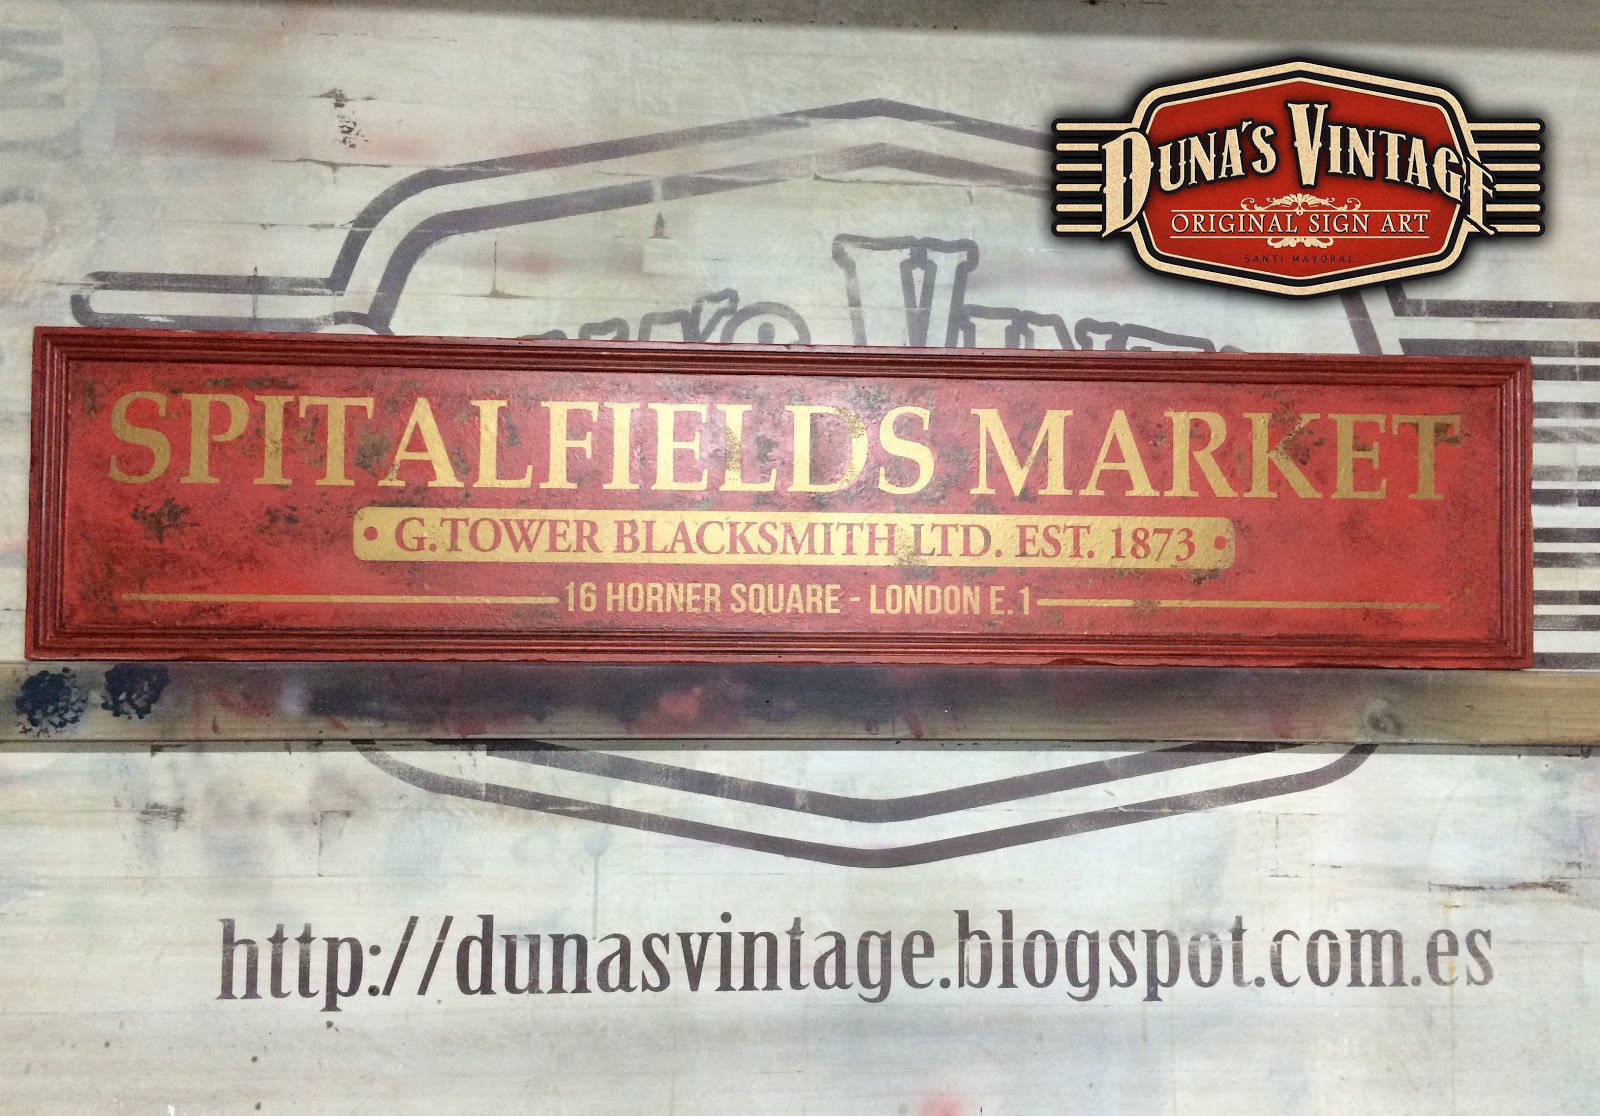 DUNA'S VINTAGE
ORIGINAL SIGN ART
SANTI MAYORAL
SPITALFIELDS MARKET
• G. TOWER BLACKSMITH LTD. EST. 1873 •
16 HORNER SQUARE - LONDON E.1
http://dunasvintage.blogspot.com.es